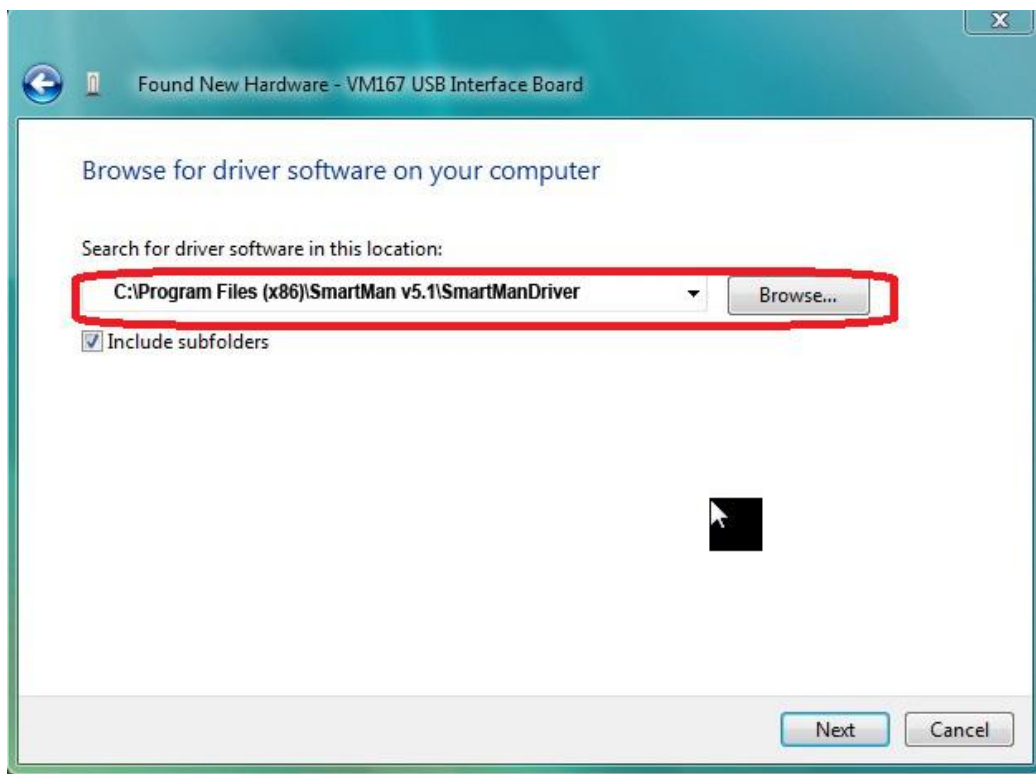 Found New Hardware - VM167 USB Interface Board
Browse for driver software on your computer
Search for driver software in this location:
C:\Program Files (x86)\SmartMan v5.1\SmartManDriver
Browse...
Include subfolders
Next
Cancel